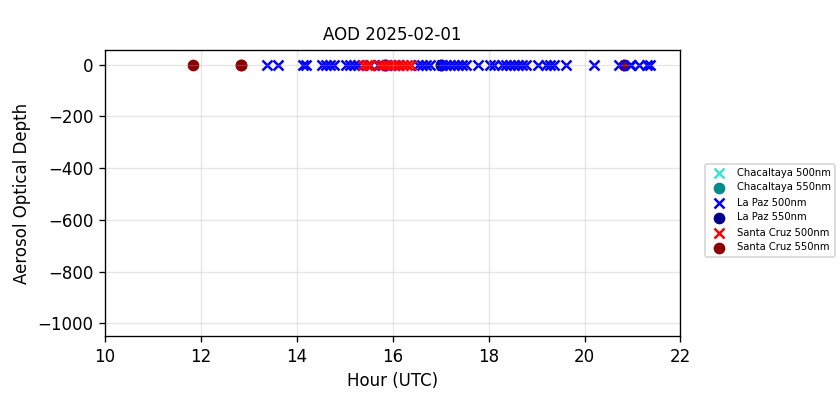 AOD 2025-02-01
Aerosol Optical Depth
0
−200
−400
−600
−800
−1000
10 12 14 16 18 20 22
Hour (UTC)
Chacaltaya 500nm
Chacaltaya 550nm
La Paz 500nm
La Paz 550nm
Santa Cruz 500nm
Santa Cruz 550nm